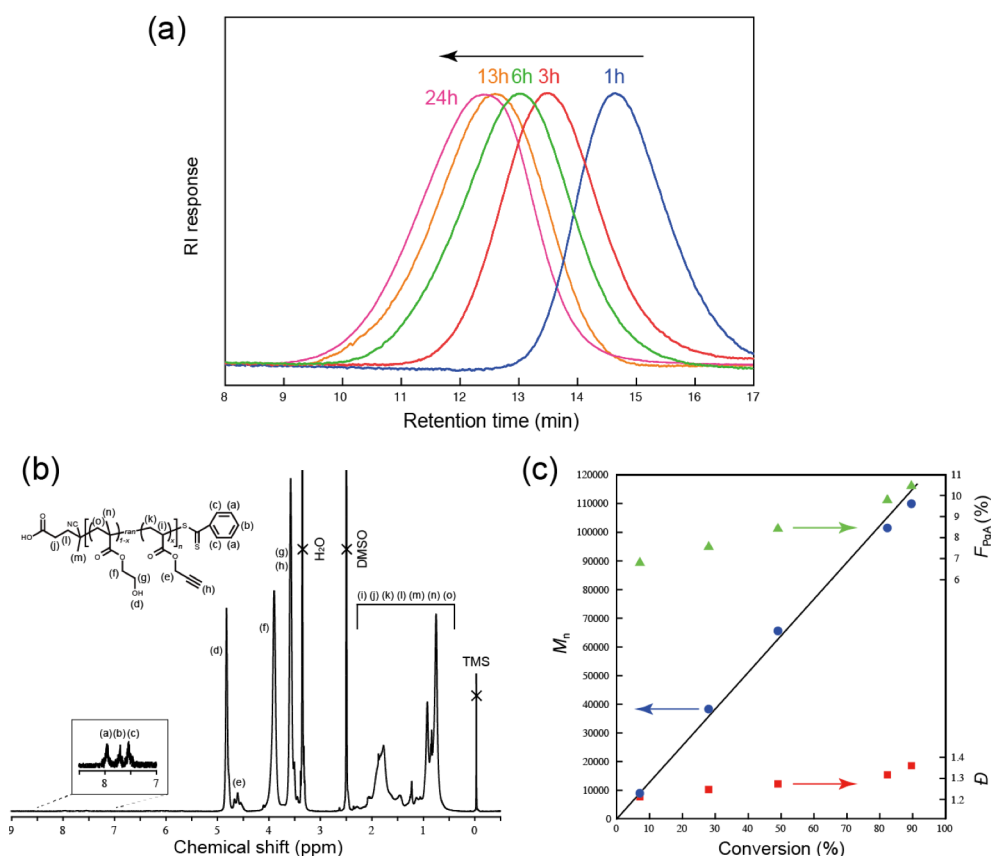 (a)
24h 13h 6h 3h 1h
RI response
8 9 10 11 12 13 14 15 16 17
Retention time (min)
(b)
(n)
NC (o) ran (k) (i) S (c) (a)
HO O (j) (l) (m) 1-x x n S (b)
O O O O (c) (a)
(f) (g) (e)
OH (h)
(d)
(g)
(h)
H₂O
DMSO
(i) (j) (k) (l) (m) (n) (o)
(d)
(f)
TMS
(a) (b) (c)
8 7
(e)
9 8 7 6 5 4 3 2 1 0
Chemical shift (ppm)
(c)
120000
110000
100000
90000
80000
70000
60000
50000
40000
30000
20000
10000
0
Mn
11
10
9
8
7
6
FPgA (%)
1.4
1.3
1.2
Đ
0 10 20 30 40 50 60 70 80 90 100
Conversion (%)